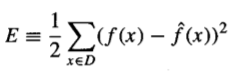 E ≡ 1/2 ∑_{x∈D} (f(x) − f̂(x))²